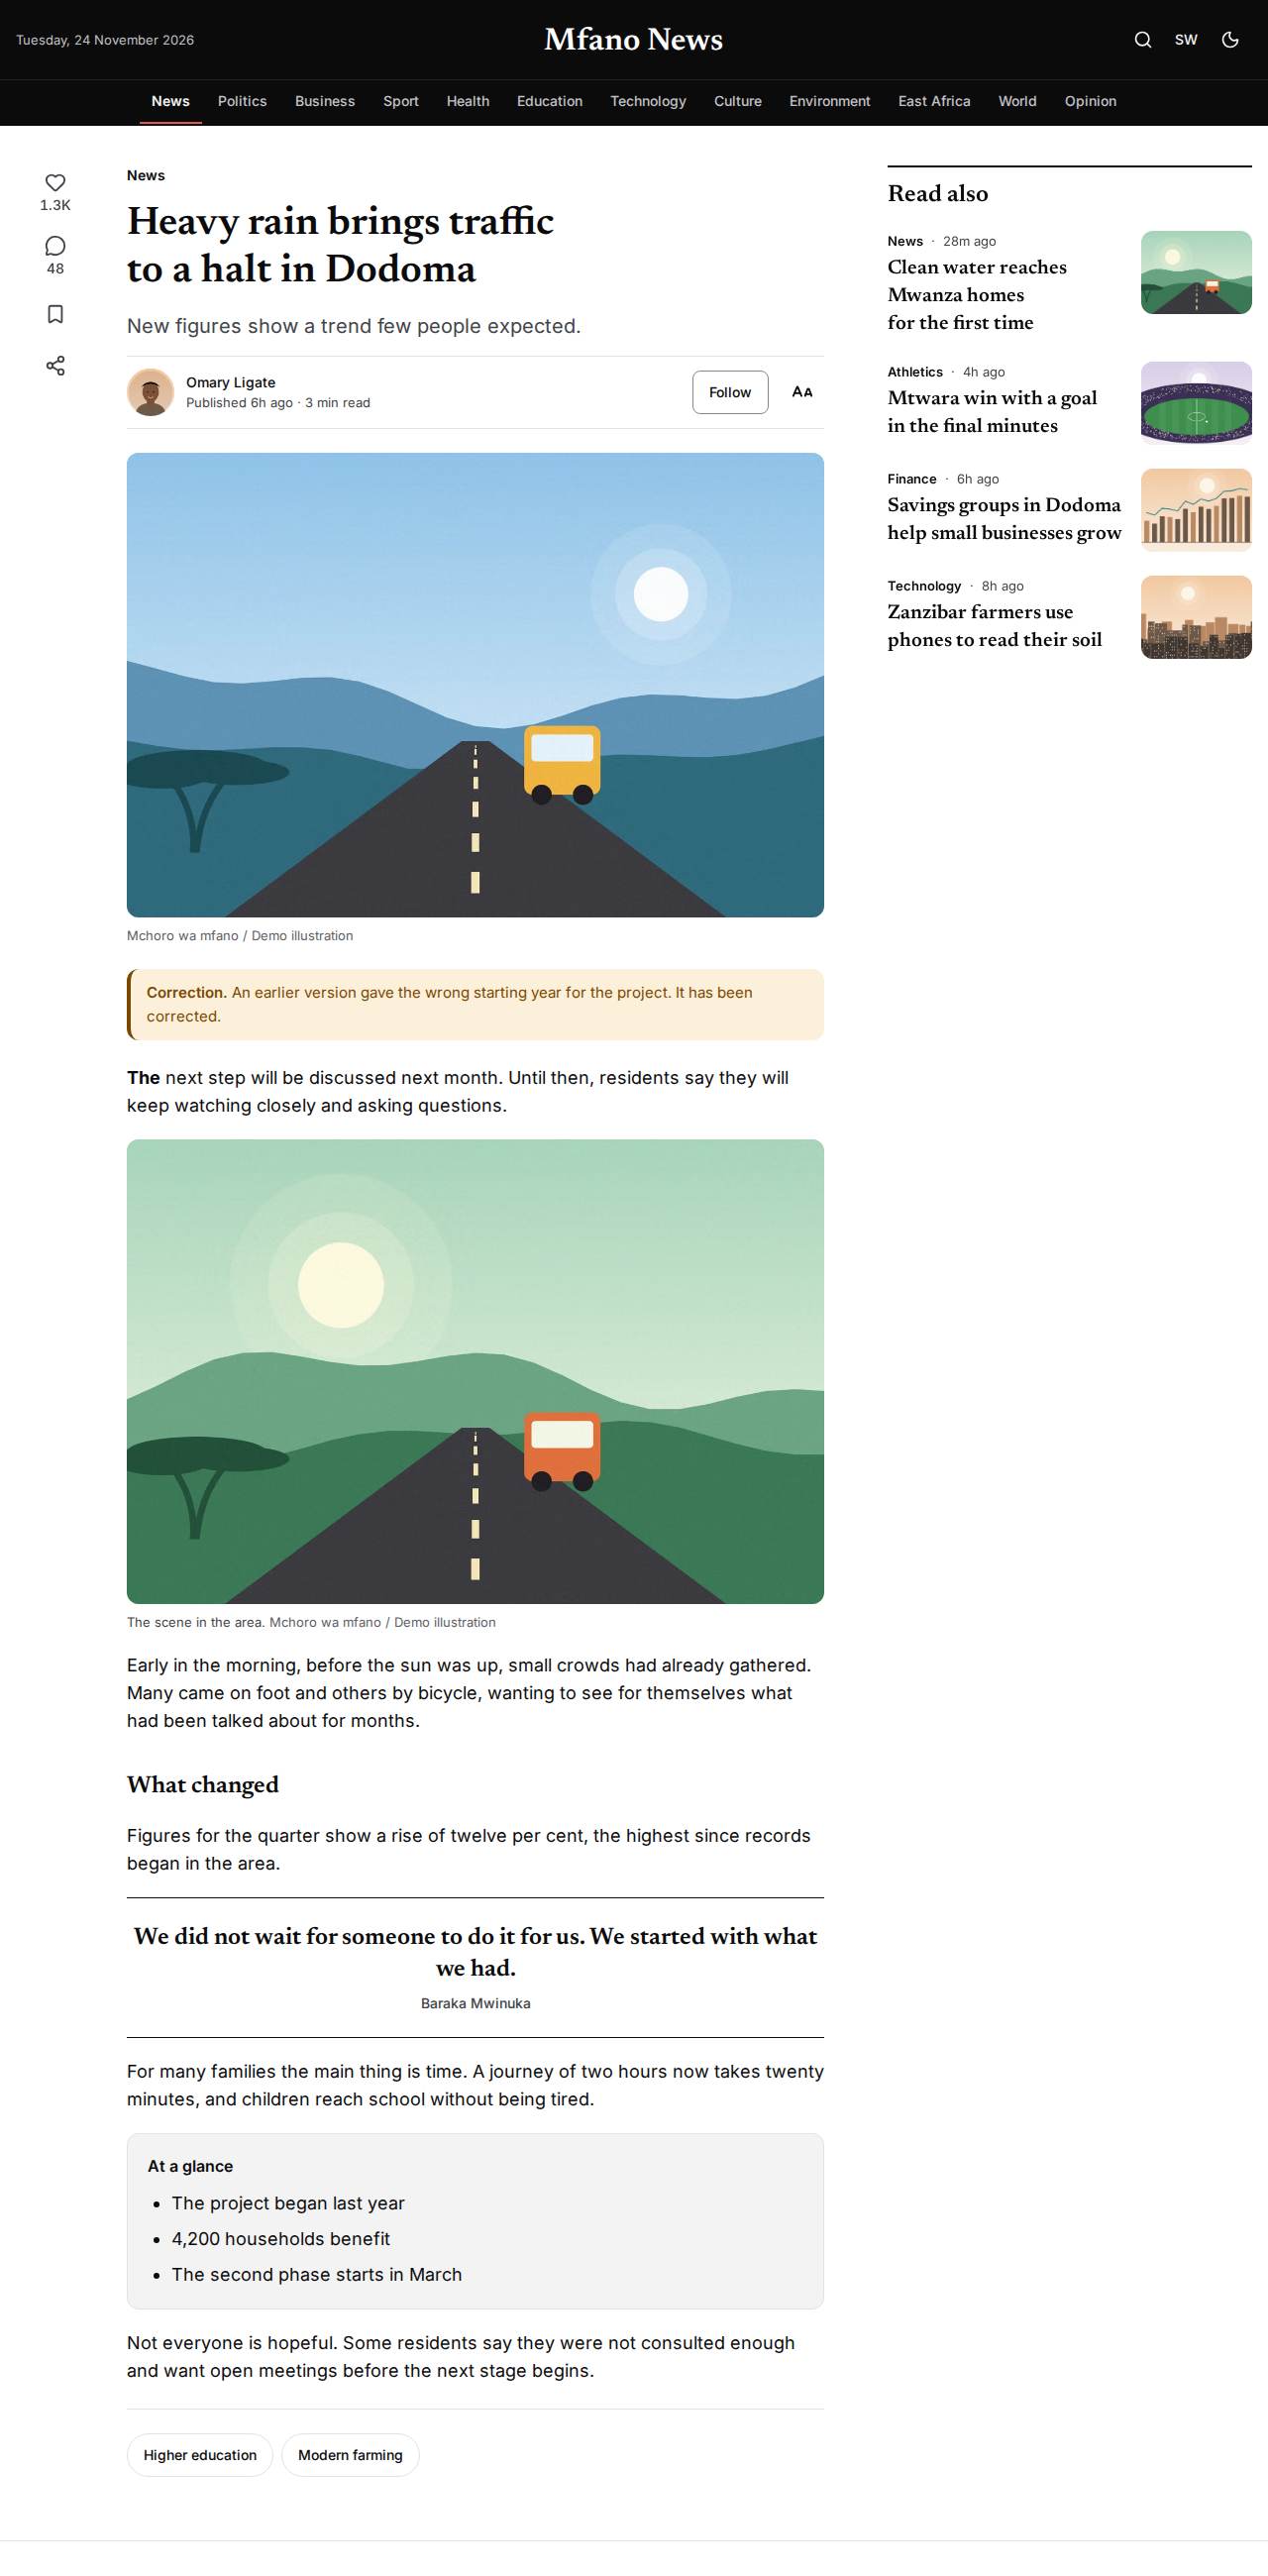 Tuesday, 24 November 2026
Mfano News
SW
News
Politics
Business
Sport
Health
Education
Technology
Culture
Environment
East Africa
World
Opinion
1.3K
48
News
Heavy rain brings traffic
to a halt in Dodoma
New figures show a trend few people expected.
Omary Ligate
Published 6h ago · 3 min read
Follow
AA
Mchoro wa mfano / Demo illustration
Correction. An earlier version gave the wrong starting year for the project. It has been
corrected.
The next step will be discussed next month. Until then, residents say they will
keep watching closely and asking questions.
The scene in the area. Mchoro wa mfano / Demo illustration
Early in the morning, before the sun was up, small crowds had already gathered.
Many came on foot and others by bicycle, wanting to see for themselves what
had been talked about for months.
What changed
Figures for the quarter show a rise of twelve per cent, the highest since records
began in the area.
We did not wait for someone to do it for us. We started with what
we had.
Baraka Mwinuka
For many families the main thing is time. A journey of two hours now takes twenty
minutes, and children reach school without being tired.
At a glance
• The project began last year
• 4,200 households benefit
• The second phase starts in March
Not everyone is hopeful. Some residents say they were not consulted enough
and want open meetings before the next stage begins.
Higher education
Modern farming
Read also
News · 28m ago
Clean water reaches
Mwanza homes
for the first time
Athletics · 4h ago
Mtwara win with a goal
in the final minutes
Finance · 6h ago
Savings groups in Dodoma
help small businesses grow
Technology · 8h ago
Zanzibar farmers use
phones to read their soil